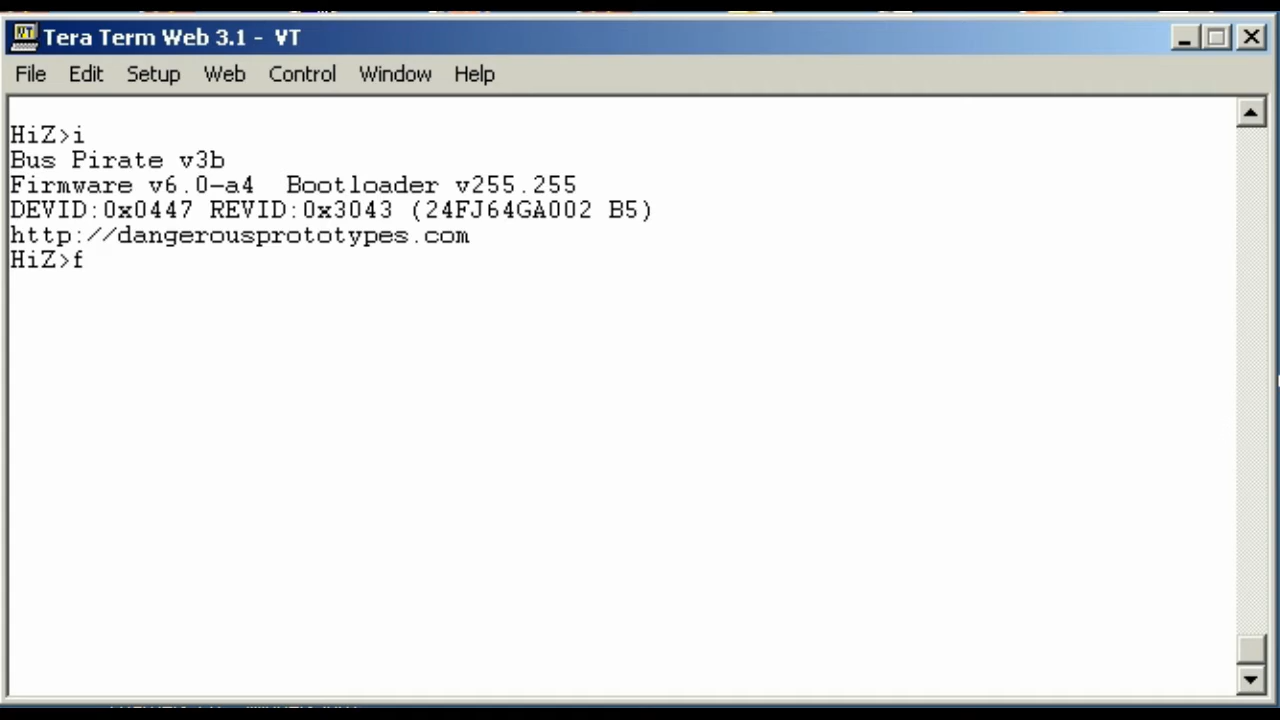 Tera Term Web 3.1 - VT
File Edit Setup Web Control Window Help
HiZ>i
Bus Pirate v3b
Firmware v6.0-a4  Bootloader v255.255
DEVID:0x0447 REVID:0x3043 (24FJ64GA002 B5)
http://dangerousprototypes.com
HiZ>f